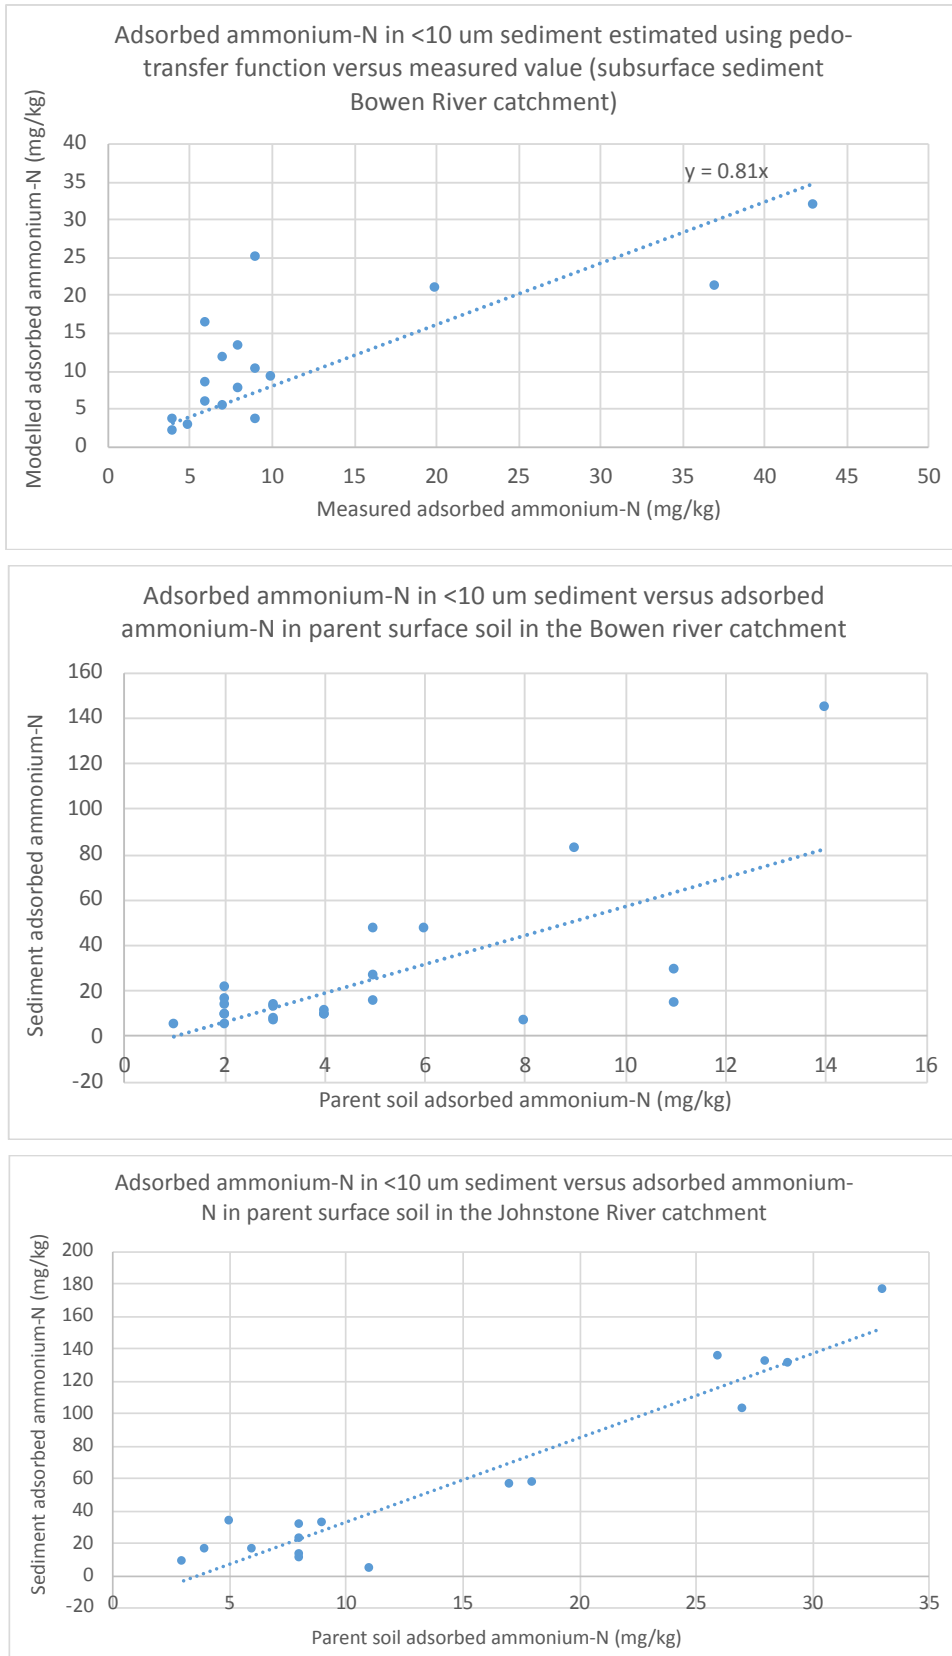 Adsorbed ammonium-N in <10 um sediment estimated using pedo-
transfer function versus measured value (subsurface sediment
Bowen River catchment)
Modelled adsorbed ammonium-N (mg/kg)
40
35
30
25
20
15
10
5
0
y = 0.81x
0 5 10 15 20 25 30 35 40 45 50
Measured adsorbed ammonium-N (mg/kg)
Adsorbed ammonium-N in <10 um sediment versus adsorbed
ammonium-N in parent surface soil in the Bowen river catchment
Sediment adsorbed ammonium-N
160
140
120
100
80
60
40
20
0
-20
0 2 4 6 8 10 12 14 16
Parent soil adsorbed ammonium-N (mg/kg)
Adsorbed ammonium-N in <10 um sediment versus adsorbed ammonium-
N in parent surface soil in the Johnstone River catchment
Sediment adsorbed ammonium-N (mg/kg)
200
180
160
140
120
100
80
60
40
20
0
-20
0 5 10 15 20 25 30 35
Parent soil adsorbed ammonium-N (mg/kg)